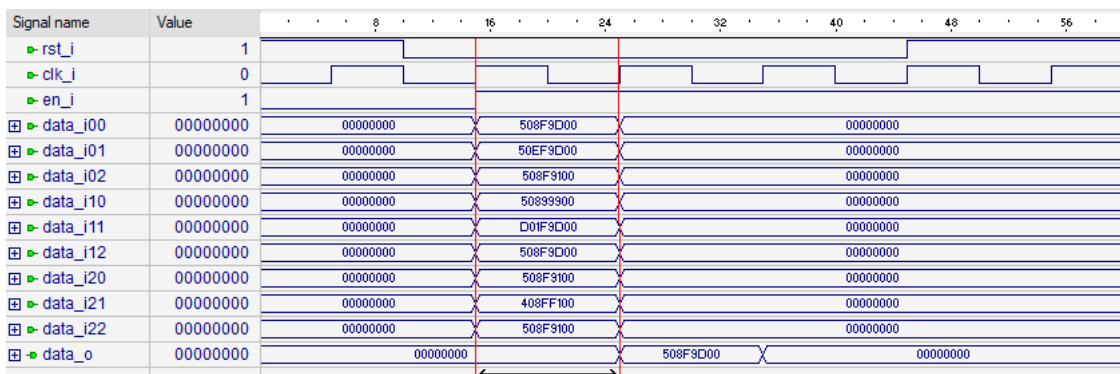 Signal name Value 8 16 24 32 40 48 56
rst_i 1
clk_i 0
en_i 1
data_i00 00000000 00000000 508F9D00 00000000
data_i01 00000000 00000000 50EF9D00 00000000
data_i02 00000000 00000000 508F9100 00000000
data_i10 00000000 00000000 50899900 00000000
data_i11 00000000 00000000 D01F9D00 00000000
data_i12 00000000 00000000 508F9D00 00000000
data_i20 00000000 00000000 508F9100 00000000
data_i21 00000000 00000000 408FF100 00000000
data_i22 00000000 00000000 508F9100 00000000
data_o 00000000 00000000 508F9D00 00000000